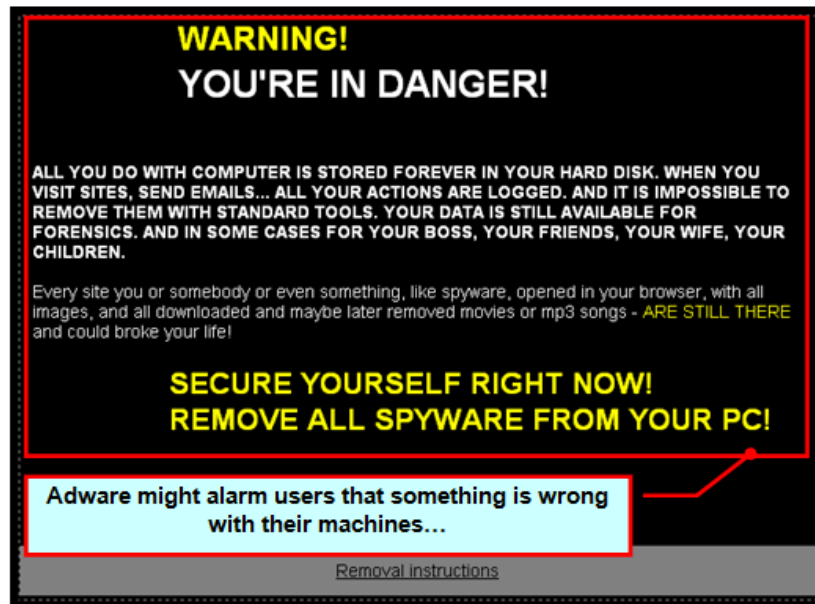 WARNING!
YOU'RE IN DANGER!
ALL YOU DO WITH COMPUTER IS STORED FOREVER IN YOUR HARD DISK. WHEN YOU
VISIT SITES, SEND EMAILS... ALL YOUR ACTIONS ARE LOGGED. AND IT IS IMPOSSIBLE TO
REMOVE THEM WITH STANDARD TOOLS. YOUR DATA IS STILL AVAILABLE FOR
FORENSICS. AND IN SOME CASES FOR YOUR BOSS, YOUR FRIENDS, YOUR WIFE, YOUR
CHILDREN.
Every site you or somebody or even something, like spyware, opened in your browser, with all
images, and all downloaded and maybe later removed movies or mp3 songs - ARE STILL THERE
and could broke your life!
SECURE YOURSELF RIGHT NOW!
REMOVE ALL SPYWARE FROM YOUR PC!
Adware might alarm users that something is wrong
with their machines…
Removal instructions